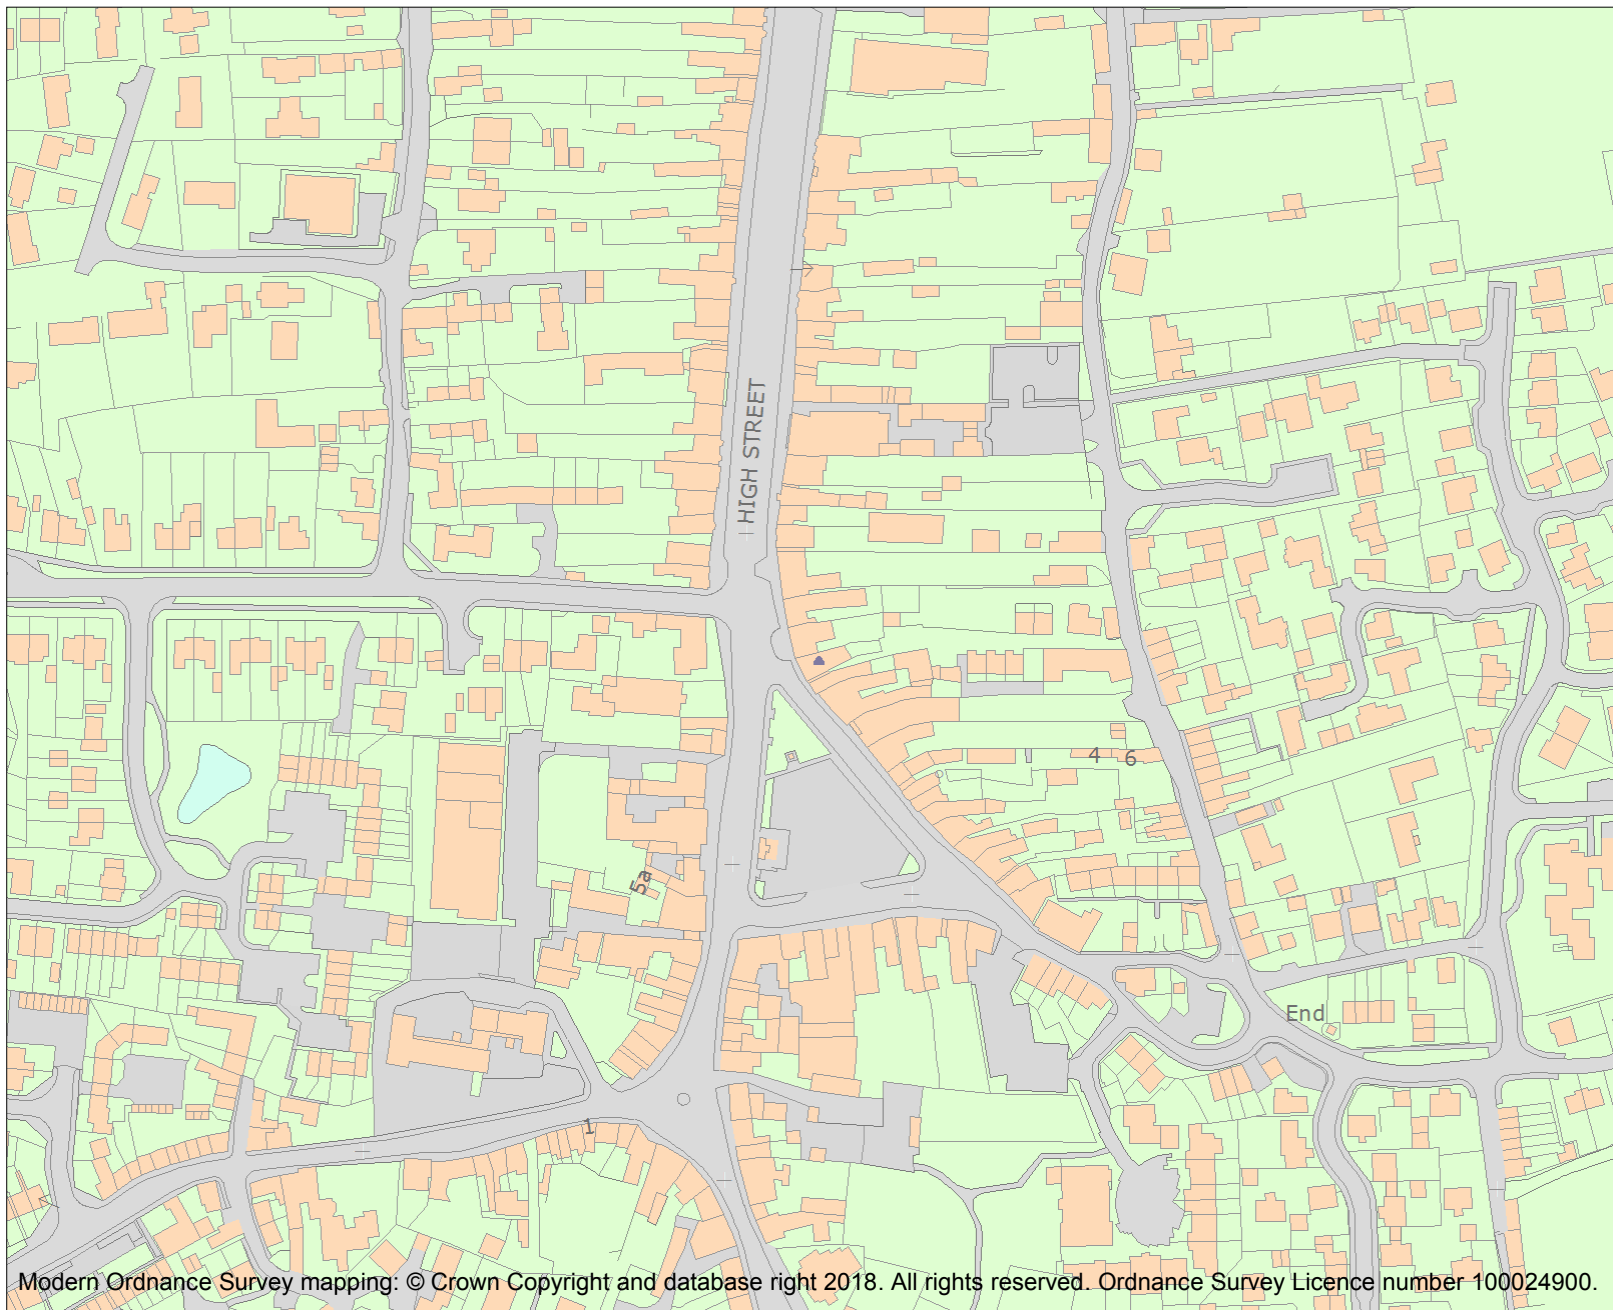 HIGH STREET
4
6
5a
End
1
Modern Ordnance Survey mapping: © Crown Copyright and database right 2018. All rights reserved. Ordnance Survey Licence number 100024900.